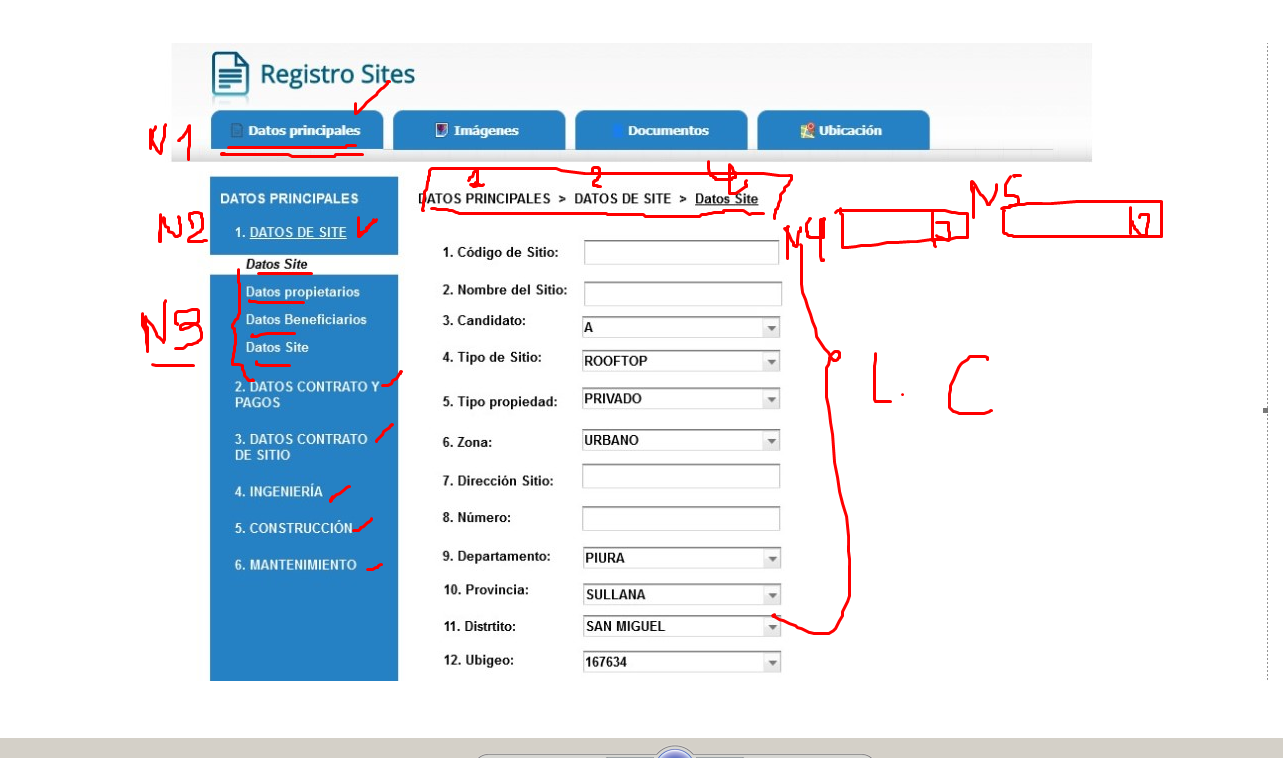 Registro Sites
Datos principales
Imágenes
Documentos
Ubicación
N1
DATOS PRINCIPALES
N2
1. DATOS DE SITE
Datos Site
Datos propietarios
Datos Beneficiarios
Datos Site
N3
2. DATOS CONTRATO Y
PAGOS
3. DATOS CONTRATO
DE SITIO
4. INGENIERÍA
5. CONSTRUCCIÓN
6. MANTENIMIENTO
1 2
DATOS PRINCIPALES > DATOS DE SITE > Datos Site
N4
N5
1. Código de Sitio:
2. Nombre del Sitio:
3. Candidato: A
4. Tipo de Sitio: ROOFTOP
5. Tipo propiedad: PRIVADO
6. Zona: URBANO
7. Dirección Sitio:
8. Número:
9. Departamento: PIURA
10. Provincia: SULLANA
11. Distrtito: SAN MIGUEL
12. Ubigeo: 167634
L. C